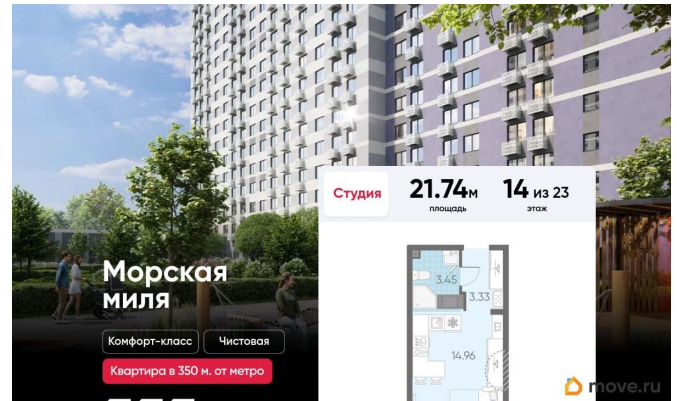 Студия
21.74м
площадь
14 из 23
этаж
3.45
3.33
14.96
Морская
миля
Комфорт-класс
Чистовая
Квартира в 350 м. от метро
move.ru